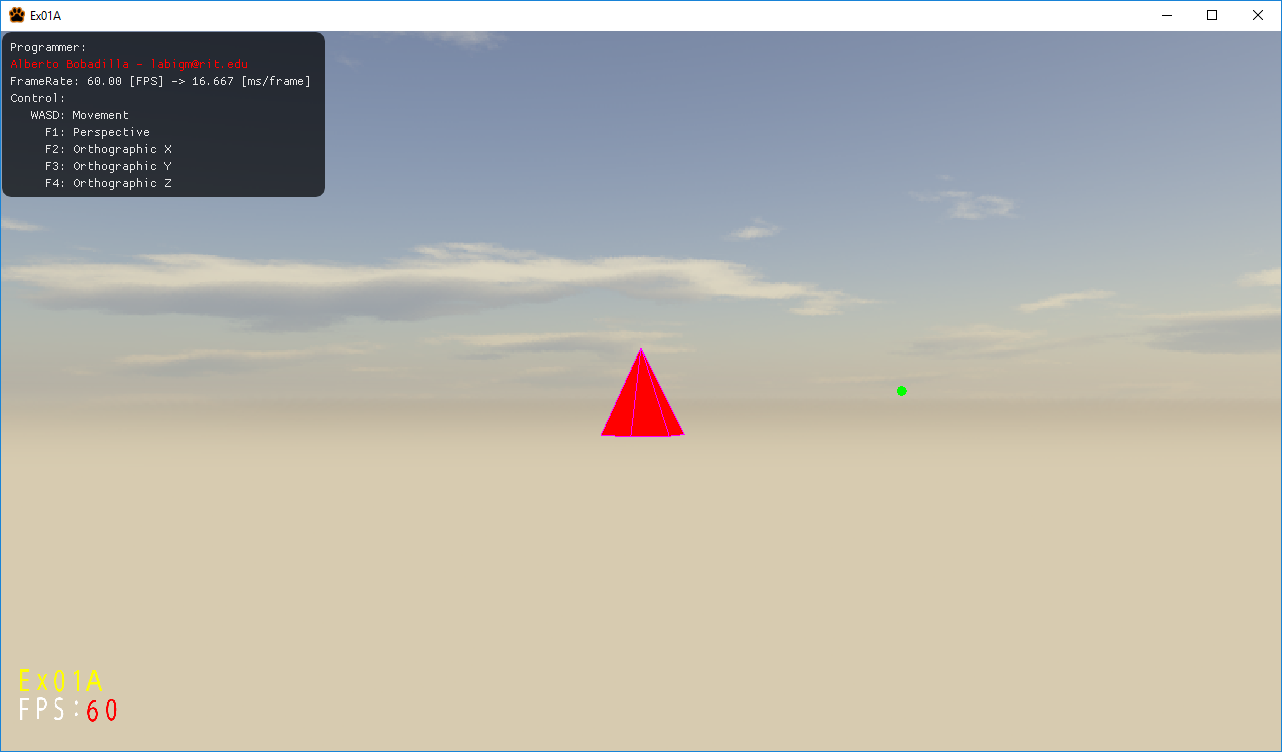 Ex01A
Programmer:
Alberto Bobadilla - labigm@rit.edu
FrameRate: 60.00 [FPS] -> 16.667 [ms/frame]
Control:
WASD: Movement
F1: Perspective
F2: Orthographic X
F3: Orthographic Y
F4: Orthographic Z
Ex01A
FPS:60